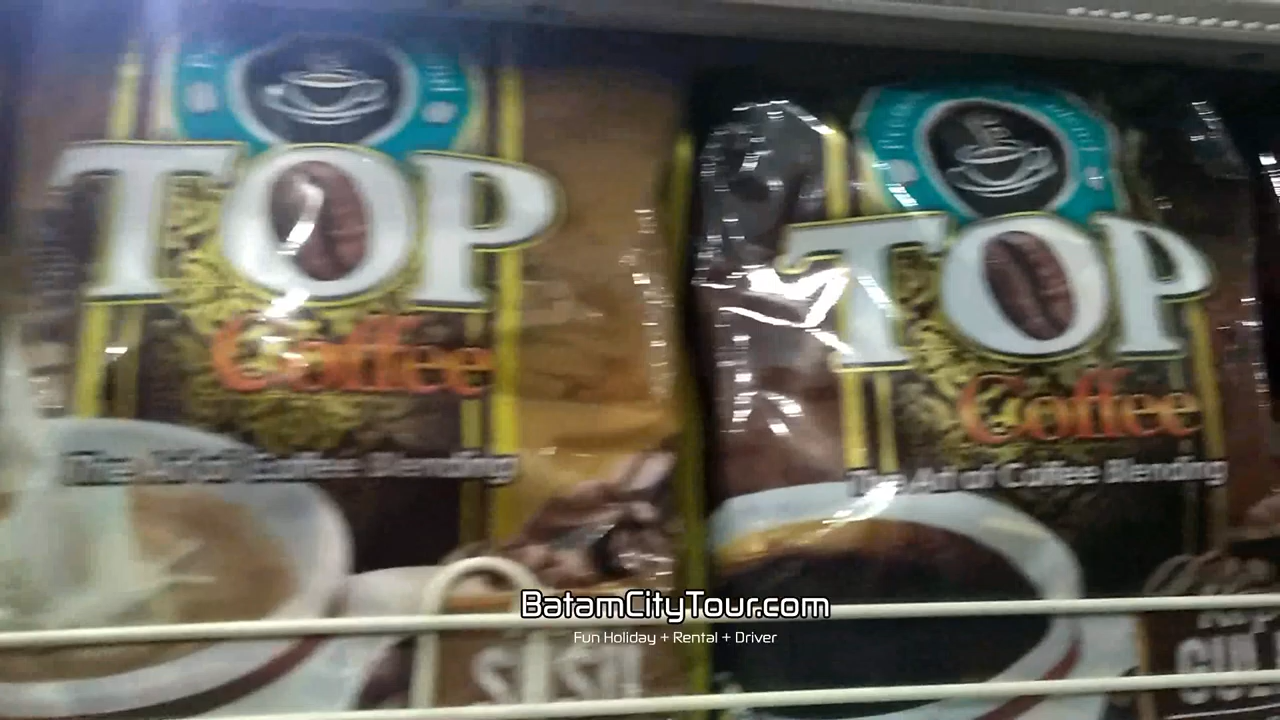 TOP
Coffee
The Art of Coffee Blending
SUSU
TOP
Coffee
The Art of Coffee Blending
BatamCityTour.com
Fun Holiday + Rental + Driver